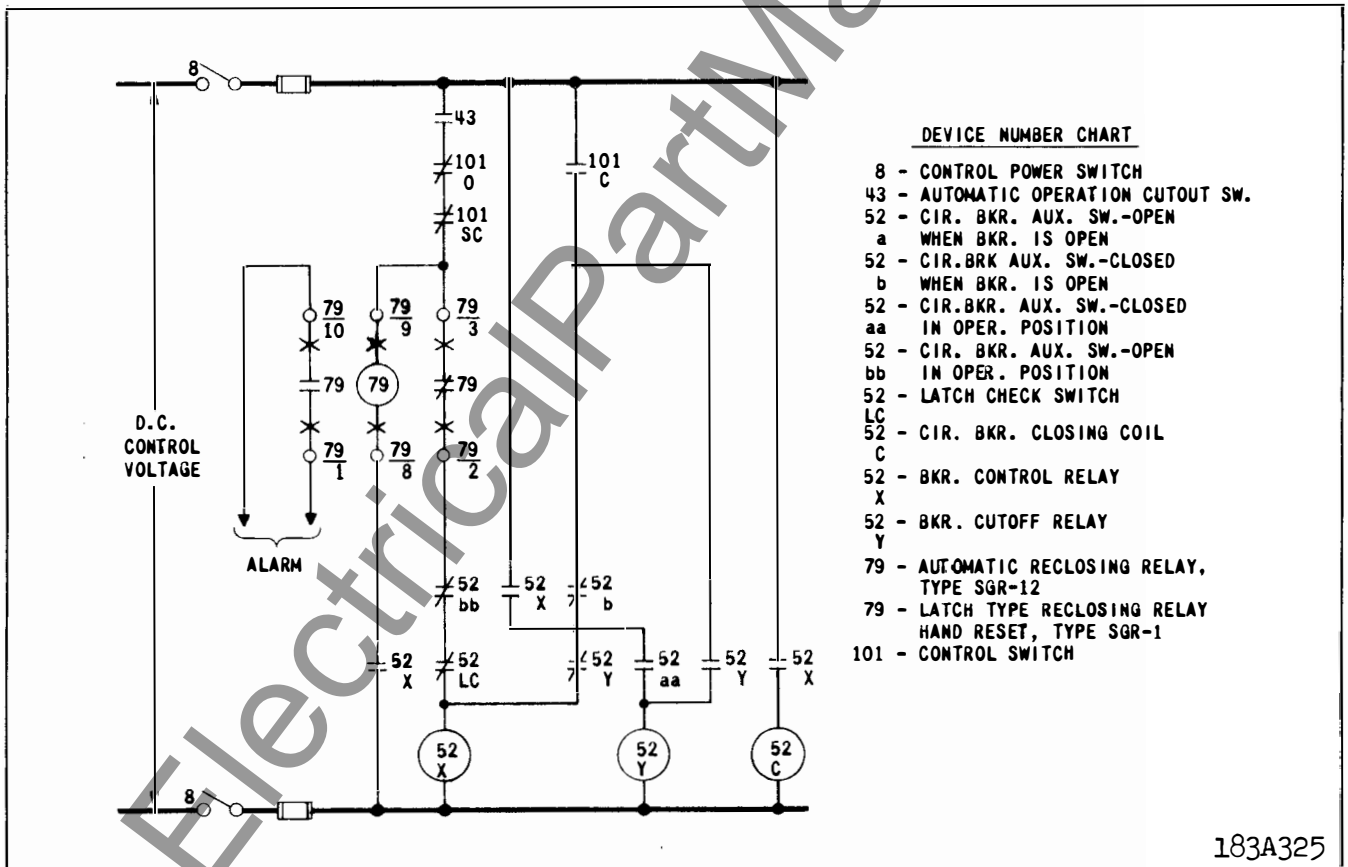 8
43
101
O
101
SC
101
C
79
10
79
9
79
3
79
79
79
79
1
79
8
79
2
D.C.
CONTROL
VOLTAGE
ALARM
52
bb
52
X
52
b
52
X
52
LC
52
Y
52
aa
52
Y
52
X
52
X
52
Y
52
C
8
DEVICE NUMBER CHART
8 - CONTROL POWER SWITCH
43 - AUTOMATIC OPERATION CUTOUT SW.
52 - CIR. BKR. AUX. SW.-OPEN
a WHEN BKR. IS OPEN
52 - CIR.BRK AUX. SW.-CLOSED
b WHEN BKR. IS OPEN
52 - CIR.BKR. AUX. SW.-CLOSED
aa IN OPER. POSITION
52 - CIR. BKR. AUX. SW.-OPEN
bb IN OPER. POSITION
52 - LATCH CHECK SWITCH
LC
52 - CIR. BKR. CLOSING COIL
C
52 - BKR. CONTROL RELAY
X
52 - BKR. CUTOFF RELAY
Y
79 - AUTOMATIC RECLOSING RELAY,
TYPE SGR-12
79 - LATCH TYPE RECLOSING RELAY
HAND RESET, TYPE SGR-1
101 - CONTROL SWITCH
183A325
ElectricalPartMa